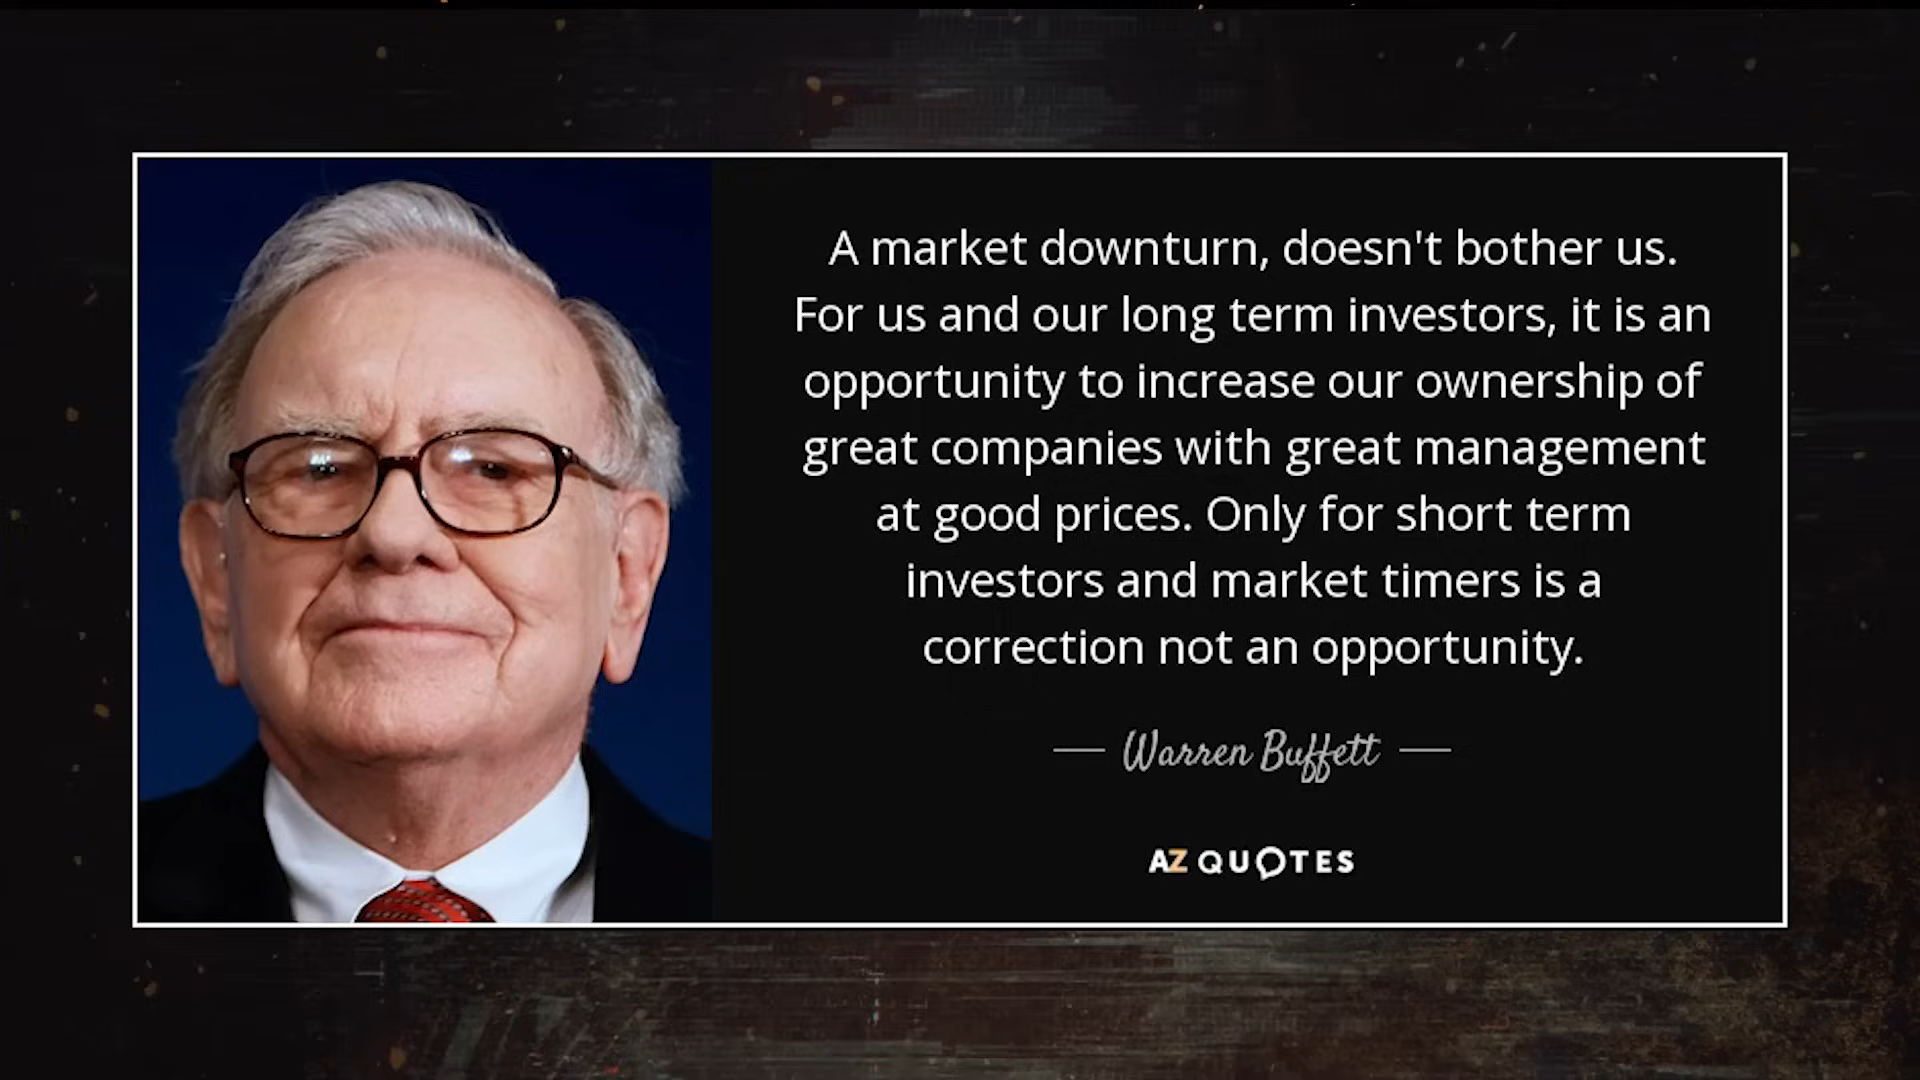 A market downturn, doesn't bother us.
For us and our long term investors, it is an
opportunity to increase our ownership of
great companies with great management
at good prices. Only for short term
investors and market timers is a
correction not an opportunity.
Warren Buffett
AZ QUOTES